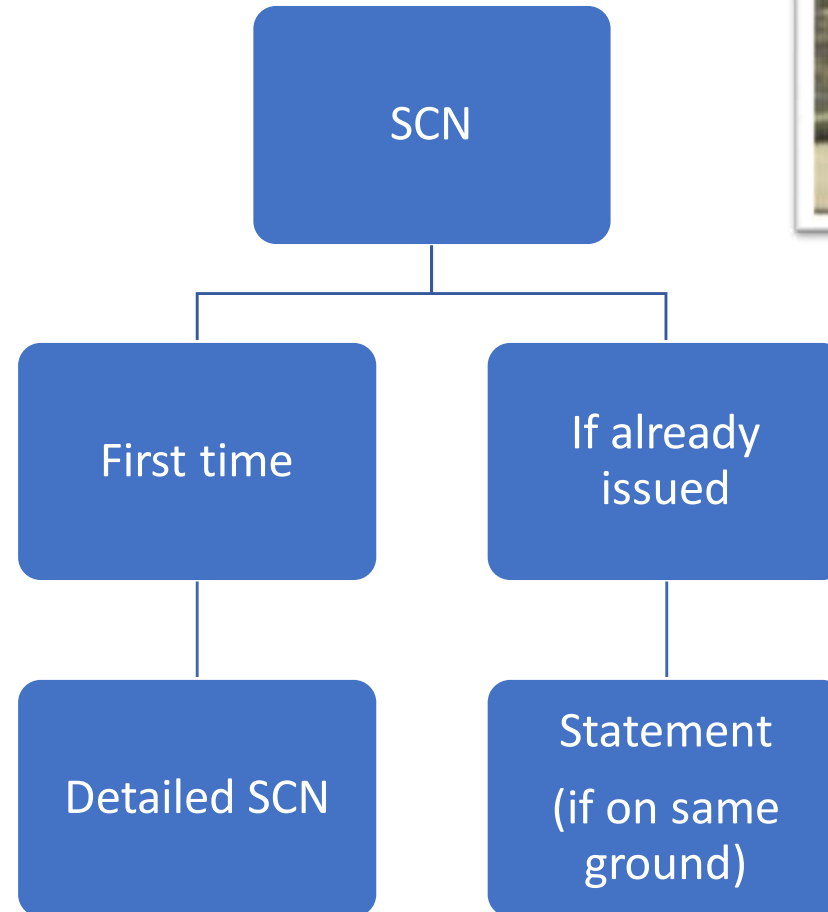 SCN
First time
If already
issued
Detailed SCN
Statement
(if on same
ground)